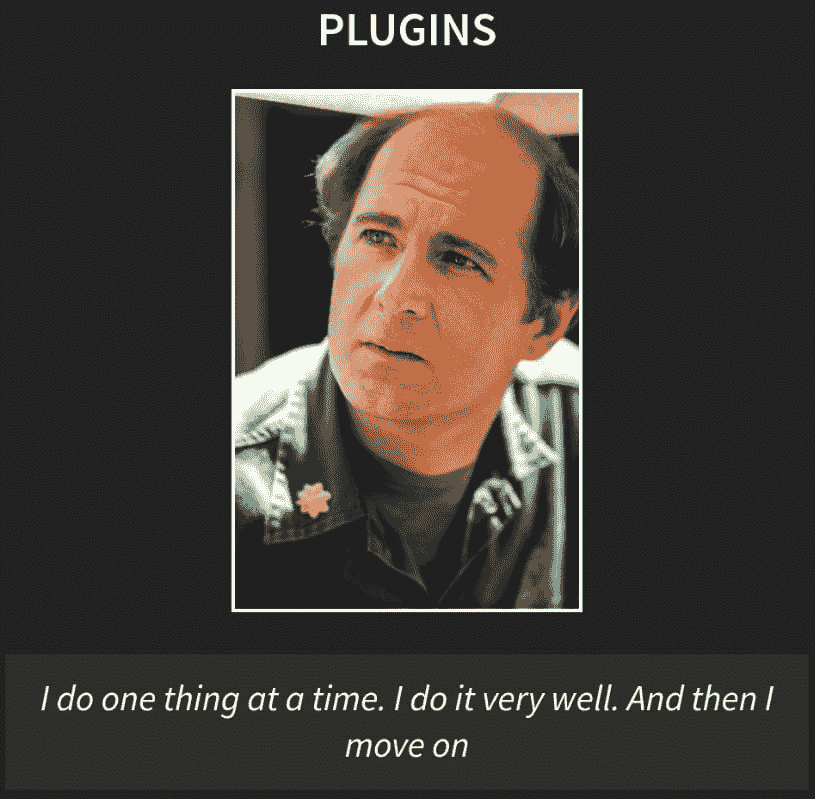 PLUGINS
I do one thing at a time. I do it very well. And then I
move on